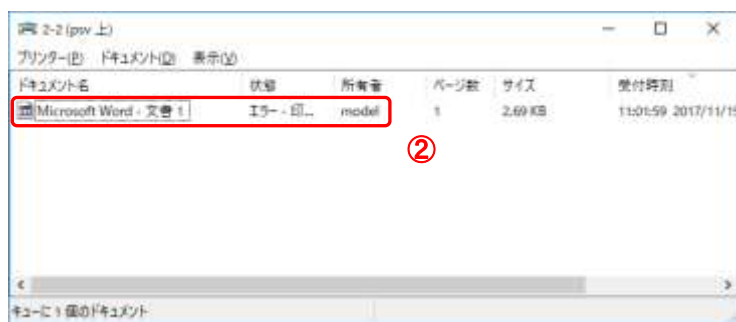 2-2 (psv 上)
プリンター(P) ドキュメント(D) 表示(V)
ドキュメント名 状態 所有者 ページ数 サイズ 受付時刻
Microsoft Word - 文書 1 エラー - 印... model 1 2.69 KB 11:01:59 2017/11/15
②
キューに 1 個のドキュメント